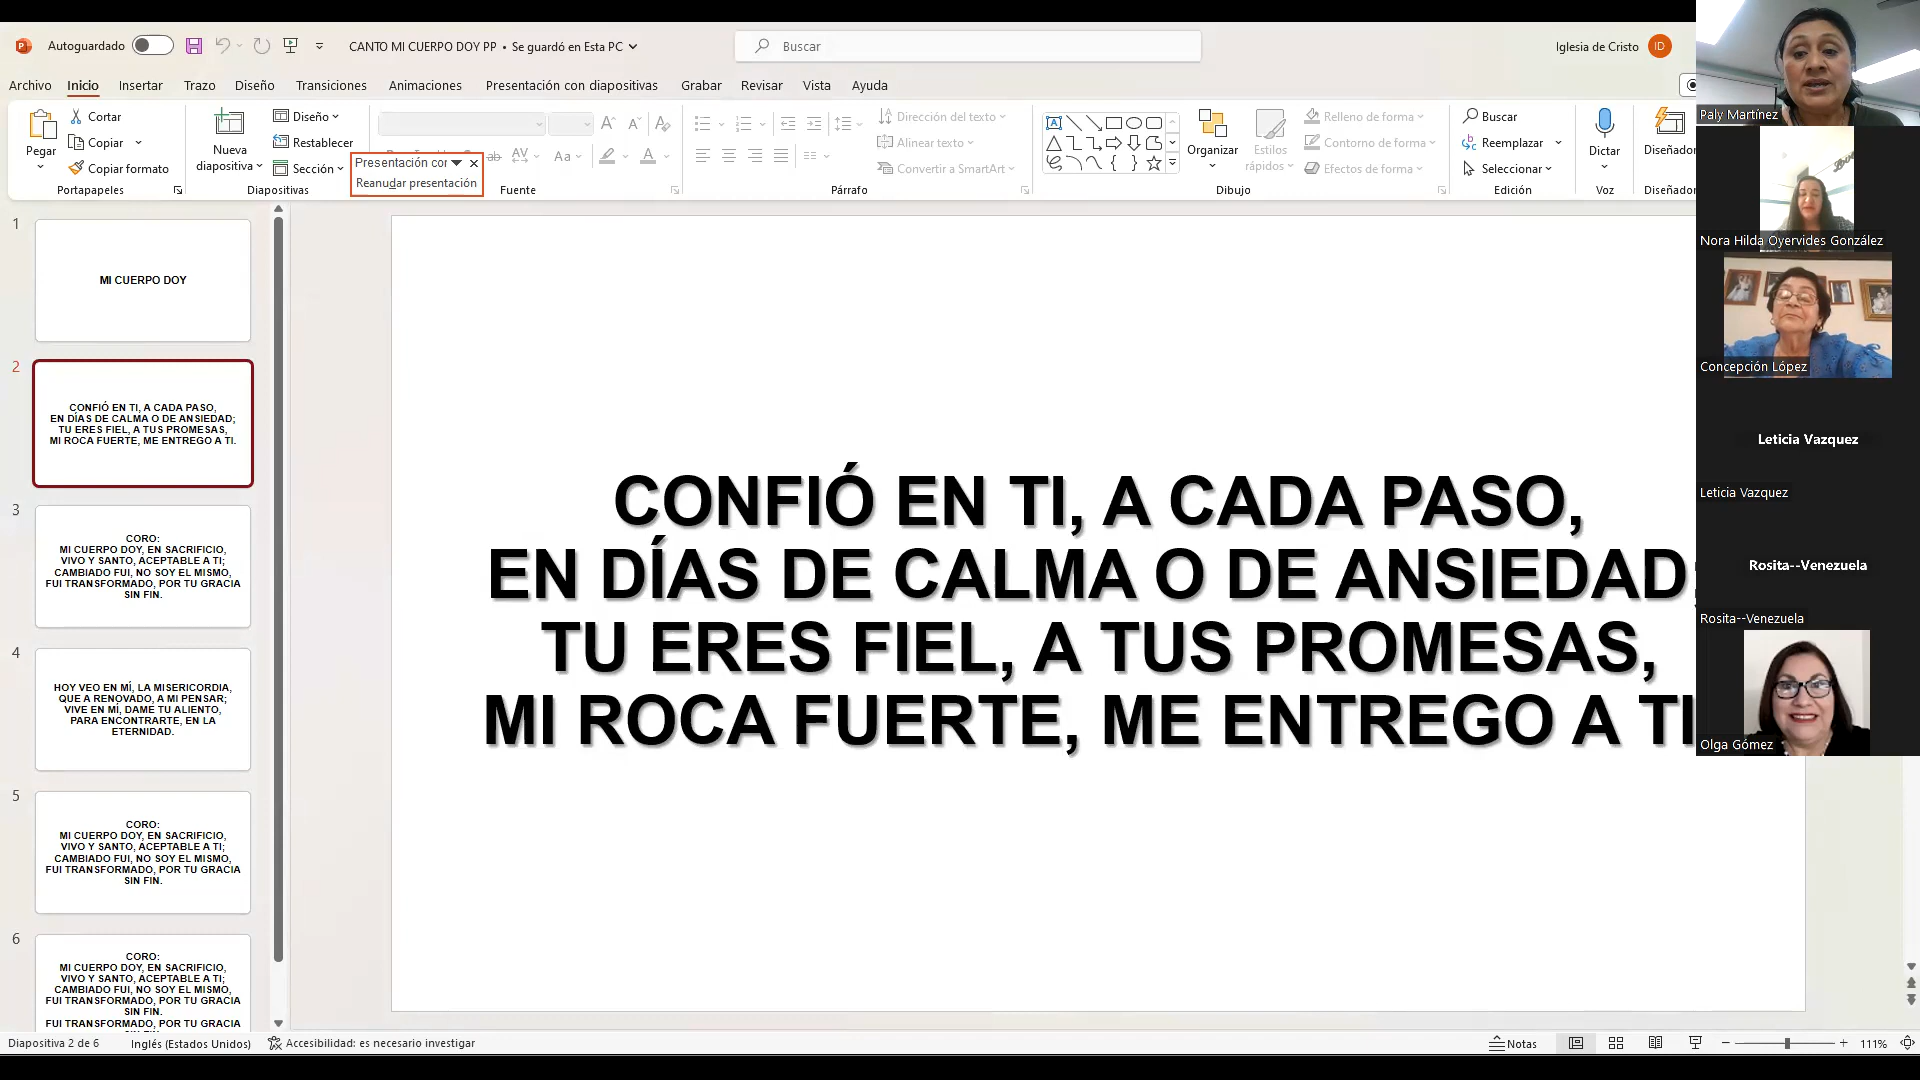 Autoguardado
CANTO MI CUERPO DOY PP • Se guardó en Esta PC
Buscar
Iglesia de Cristo
ID
Archivo
Inicio
Insertar
Trazo
Diseño
Transiciones
Animaciones
Presentación con diapositivas
Grabar
Revisar
Vista
Ayuda
Pegar
Cortar
Copiar
Copiar formato
Portapapeles
Nueva
diapositiva
Diseño
Restablecer
Sección
Diapositivas
Presentación cor
Reanudar presentación
Fuente
Dirección del texto
Alinear texto
Convertir a SmartArt
Párrafo
Organizar
Estilos
rápidos
Relleno de forma
Contorno de forma
Efectos de forma
Dibujo
Buscar
Reemplazar
Seleccionar
Edición
Dictar
Voz
Diseñador
Diseñador
1
MI CUERPO DOY
2
CONFIÓ EN TI, A CADA PASO,
EN DÍAS DE CALMA O DE ANSIEDAD;
TU ERES FIEL, A TUS PROMESAS,
MI ROCA FUERTE, ME ENTREGO A TI.
3
CORO:
MI CUERPO DOY, EN SACRIFICIO,
VIVO Y SANTO, ACEPTABLE A TI;
CAMBIADO FUI, NO SOY EL MISMO,
FUI TRANSFORMADO, POR TU GRACIA
SIN FIN.
4
HOY VEO EN MÍ, LA MISERICORDIA,
QUE A RENOVADO, A MI PENSAR;
VIVE EN MÍ, DAME TU ALIENTO,
PARA ENCONTRARTE, EN LA
ETERNIDAD.
5
CORO:
MI CUERPO DOY, EN SACRIFICIO,
VIVO Y SANTO, ACEPTABLE A TI;
CAMBIADO FUI, NO SOY EL MISMO,
FUI TRANSFORMADO, POR TU GRACIA
SIN FIN.
6
CORO:
MI CUERPO DOY, EN SACRIFICIO,
VIVO Y SANTO, ACEPTABLE A TI;
CAMBIADO FUI, NO SOY EL MISMO,
FUI TRANSFORMADO, POR TU GRACIA
SIN FIN.
FUI TRANSFORMADO, POR TU GRACIA
CONFIÓ EN TI, A CADA PASO,
EN DÍAS DE CALMA O DE ANSIEDAD
TU ERES FIEL, A TUS PROMESAS,
MI ROCA FUERTE, ME ENTREGO A TI
Paly Martínez
Nora Hilda Oyervides González
Concepción López
Leticia Vazquez
Leticia Vazquez
Rosita--Venezuela
Rosita--Venezuela
Olga Gómez
Diapositiva 2 de 6
Inglés (Estados Unidos)
Accesibilidad: es necesario investigar
Notas
111%